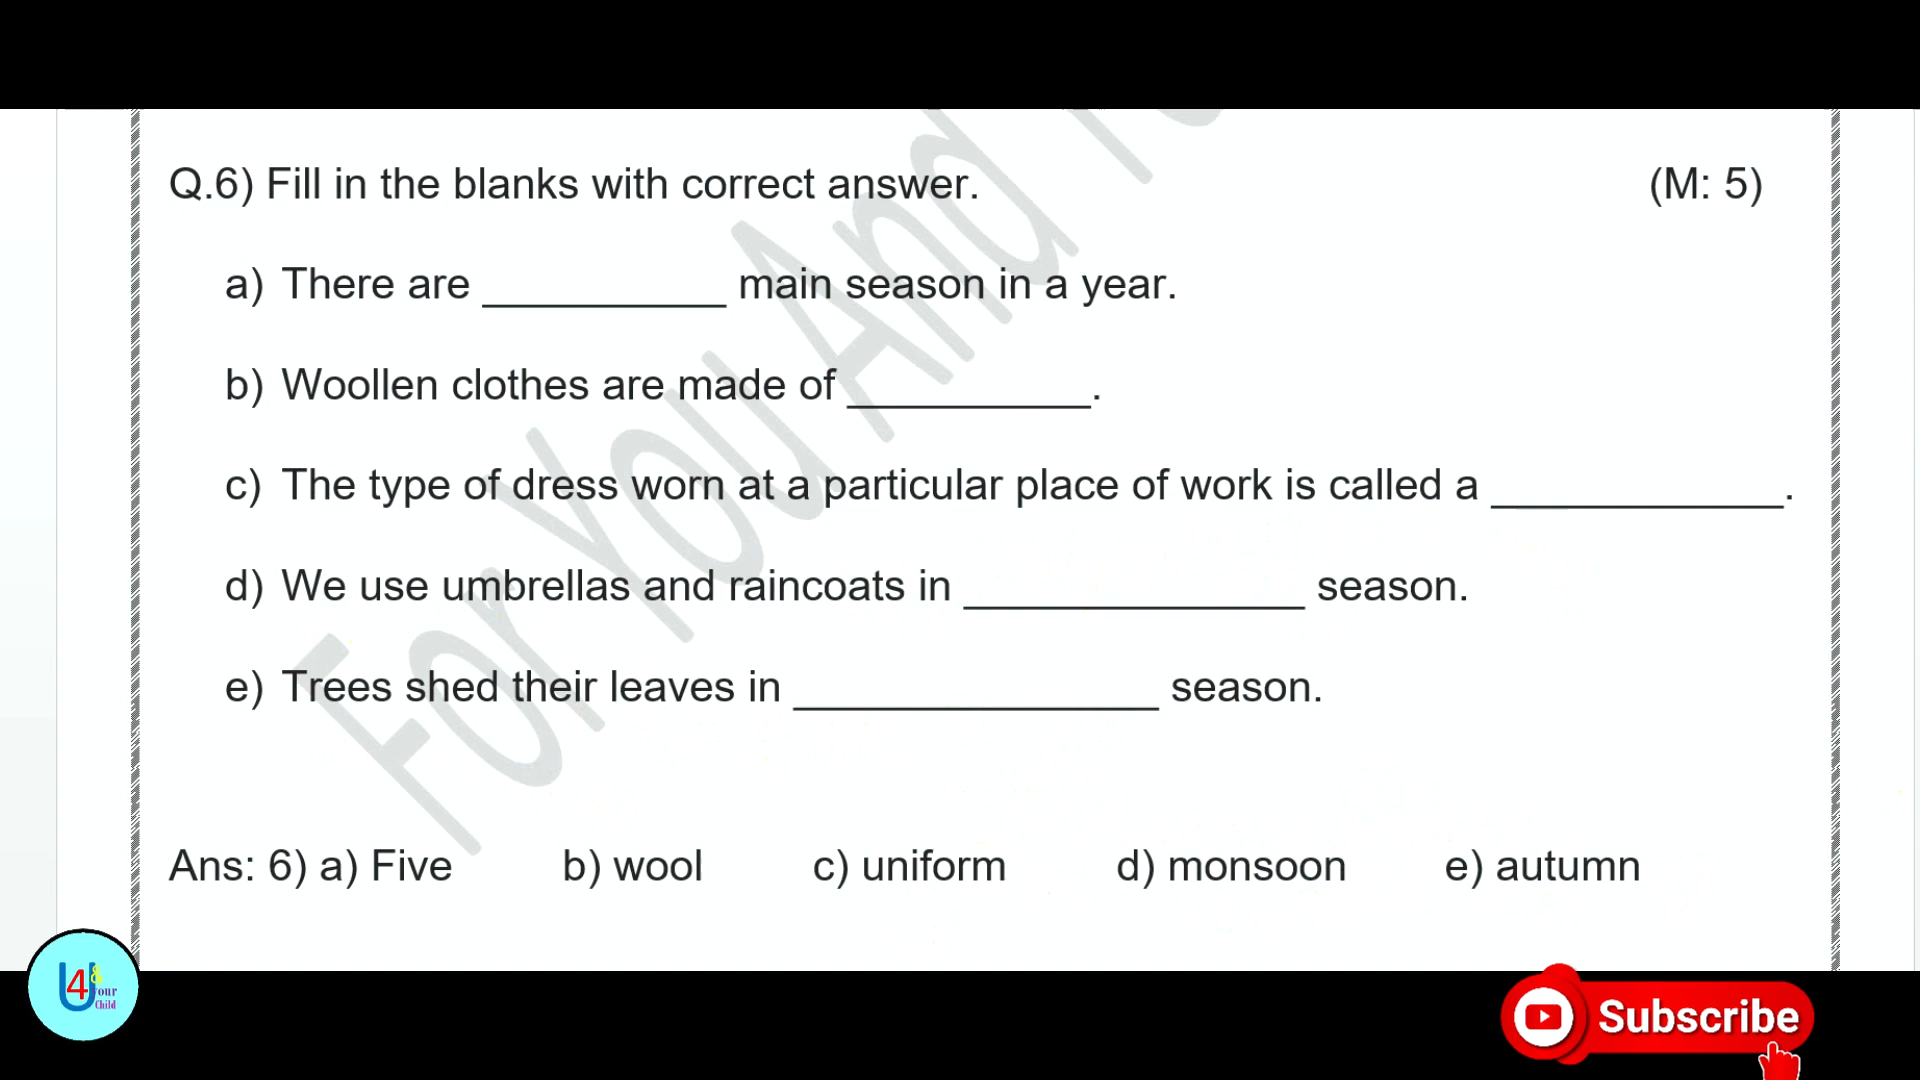 Q.6) Fill in the blanks with correct answer. (M: 5)
a) There are __________ main season in a year.
b) Woollen clothes are made of __________.
c) The type of dress worn at a particular place of work is called a ____________.
d) We use umbrellas and raincoats in ______________ season.
e) Trees shed their leaves in _______________ season.
Ans: 6) a) Five b) wool c) uniform d) monsoon e) autumn
For You And
U4 & Your Child
Subscribe